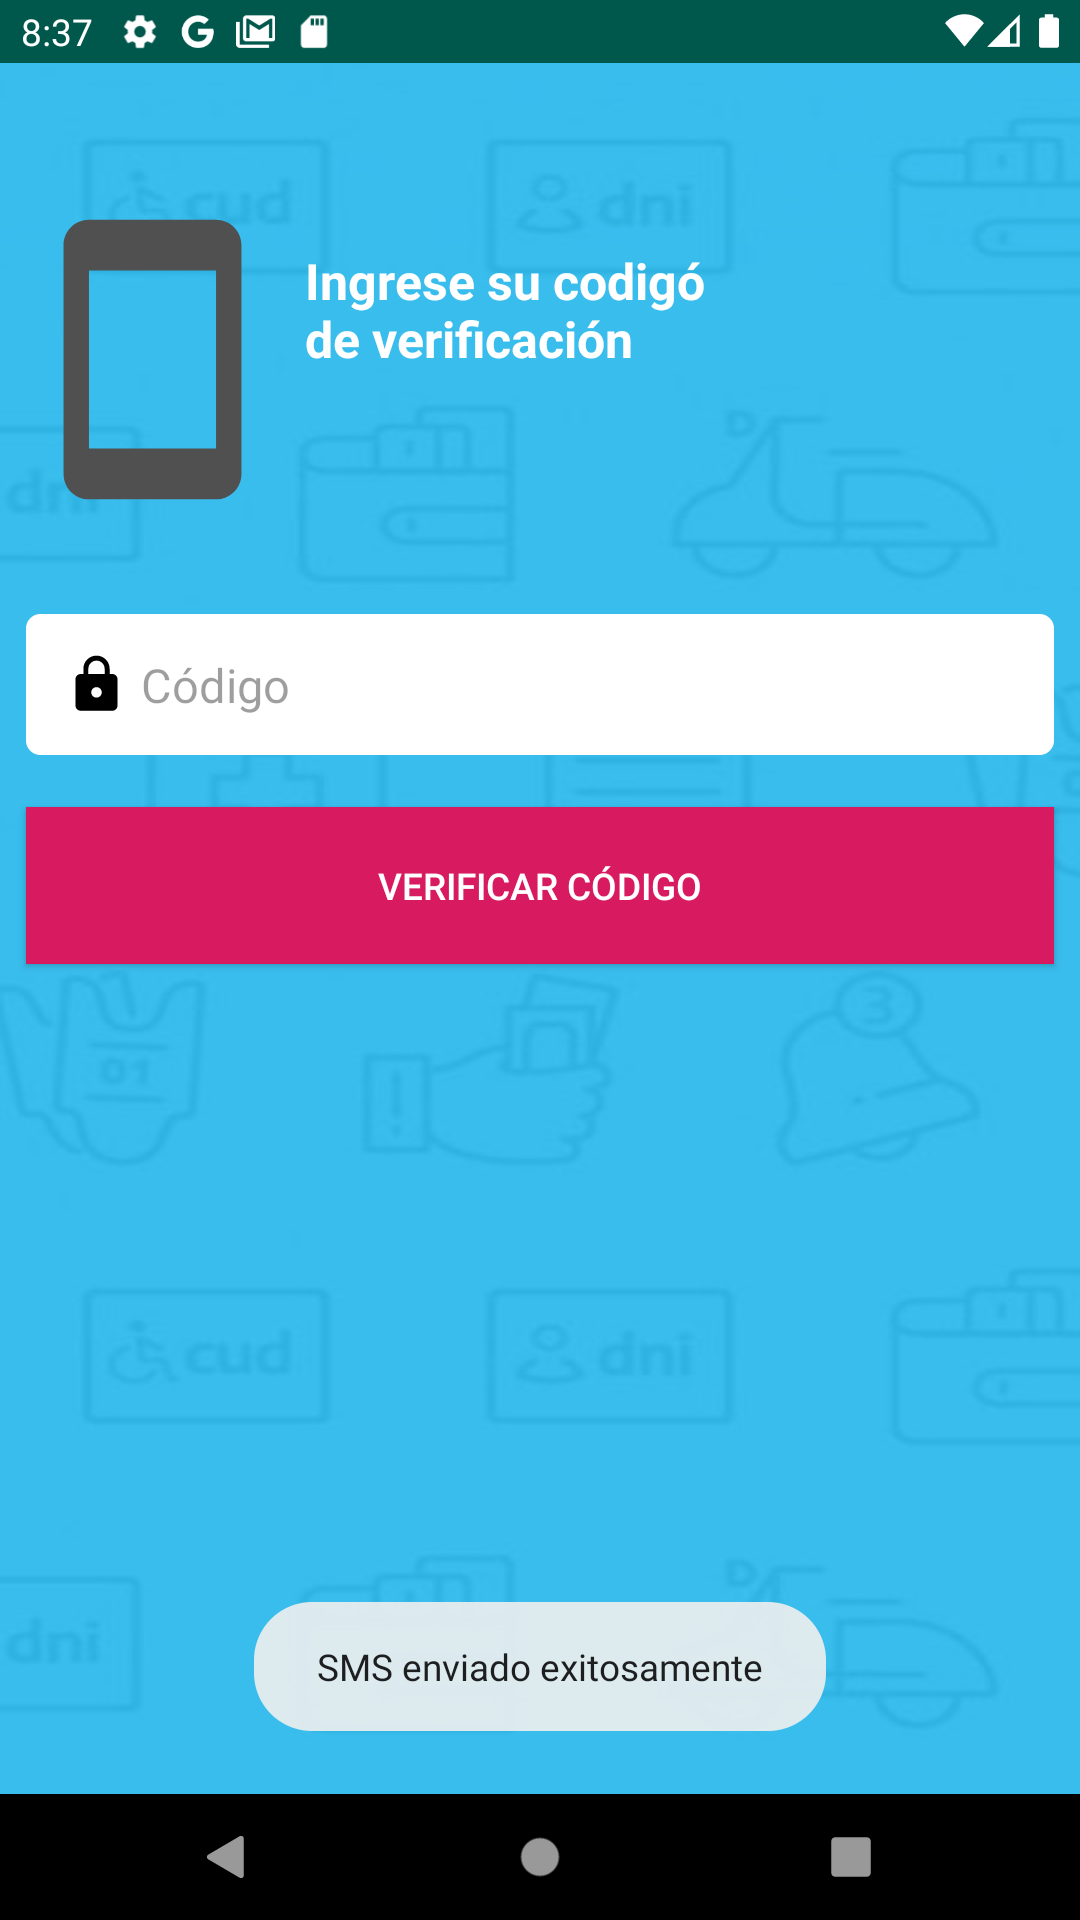 8:37
cud
dni
Ingrese su codigó
de verificación
dni
Código
VERIFICAR CÓDIGO
01
3
cud
dni
dni
SMS enviado exitosamente